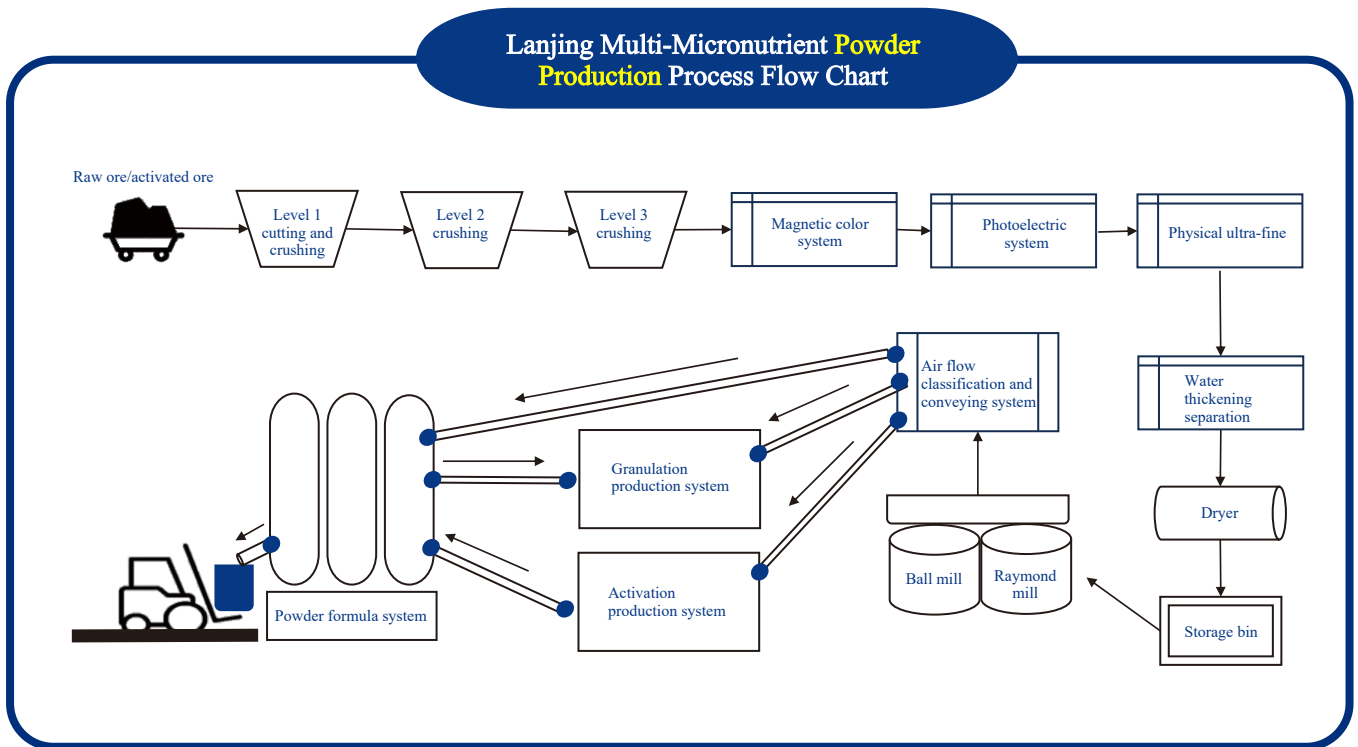 Lanjing Multi-Micronutrient Powder
Production Process Flow Chart
Raw ore/activated ore
Level 1
cutting and
crushing
Level 2
crushing
Level 3
crushing
Magnetic color
system
Photoelectric
system
Physical ultra-fine
Air flow
classification and
conveying system
Water
thickening
separation
Granulation
production system
Dryer
Ball mill
Raymond
mill
Activation
production system
Powder formula system
Storage bin